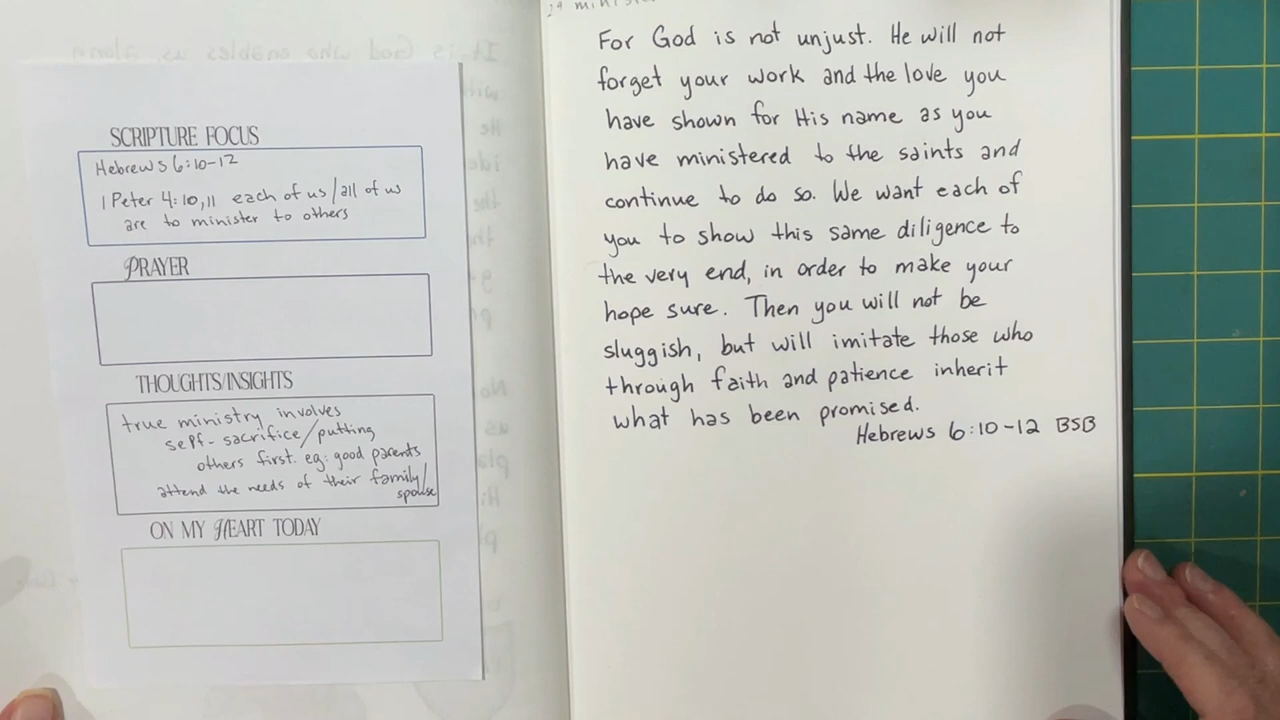 SCRIPTURE FOCUS
Hebrews 6:10-12
1 Peter 4:10,11 each of us/all of us
are to minister to others
PRAYER
THOUGHTS/INSIGHTS
true ministry involves
self-sacrifice/putting
others first. eg: good parents
attend the needs of their family/
spouse
ON MY HEART TODAY
29
For God is not unjust. He will not
forget your work and the love you
have shown for His name as you
have ministered to the saints and
continue to do so. We want each of
you to show this same diligence to
the very end, in order to make your
hope sure. Then you will not be
sluggish, but will imitate those who
through faith and patience inherit
what has been promised.
Hebrews 6:10-12 BSB